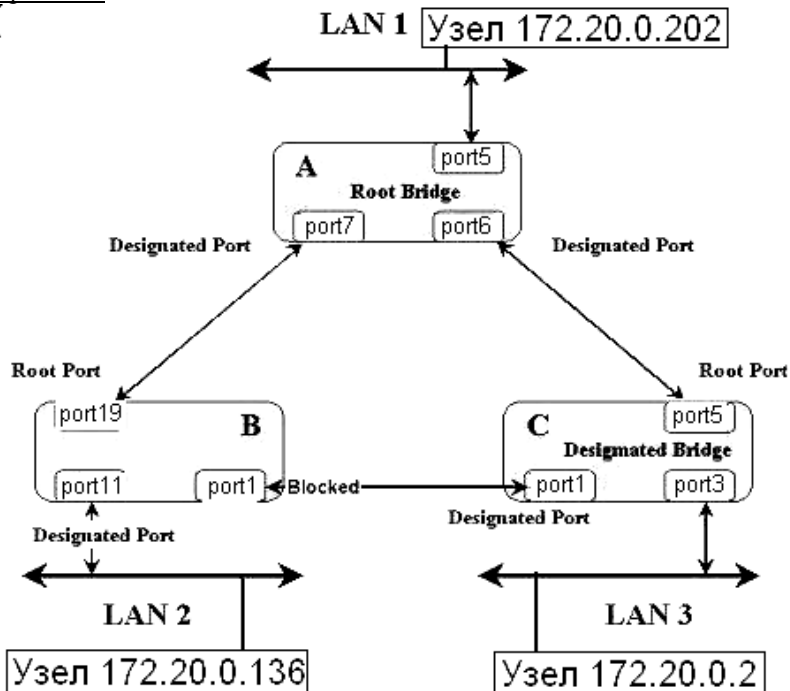 LAN 1
Узел 172.20.0.202
port5
A
Root Bridge
port7
port6
Designated Port
Designated Port
Root Port
Root Port
port19
B
port11
port1
Blocked
C
port5
Designated Bridge
port1
port3
Designated Port
Designated Port
LAN 2
LAN 3
Узел 172.20.0.136
Узел 172.20.0.2